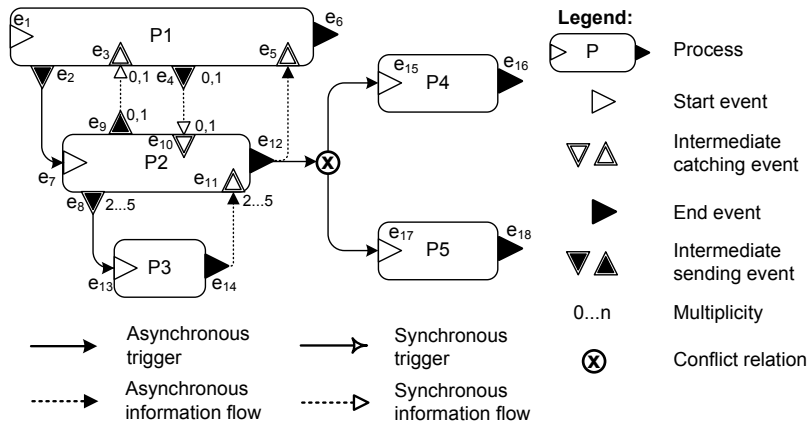 e1
P1
e6
Legend:
e3
e5
P
Process
e2
0,1
e4
0,1
e15
P4
e16
Start event
e9
0,1
e10
0,1
e12
Intermediate
catching event
P2
e11
e7
e8
2...5
2...5
End event
e17
P5
e18
P3
Intermediate
sending event
e13
e14
0...n
Multiplicity
Asynchronous
trigger
Synchronous
trigger
X
Conflict relation
Asynchronous
information flow
Synchronous
information flow